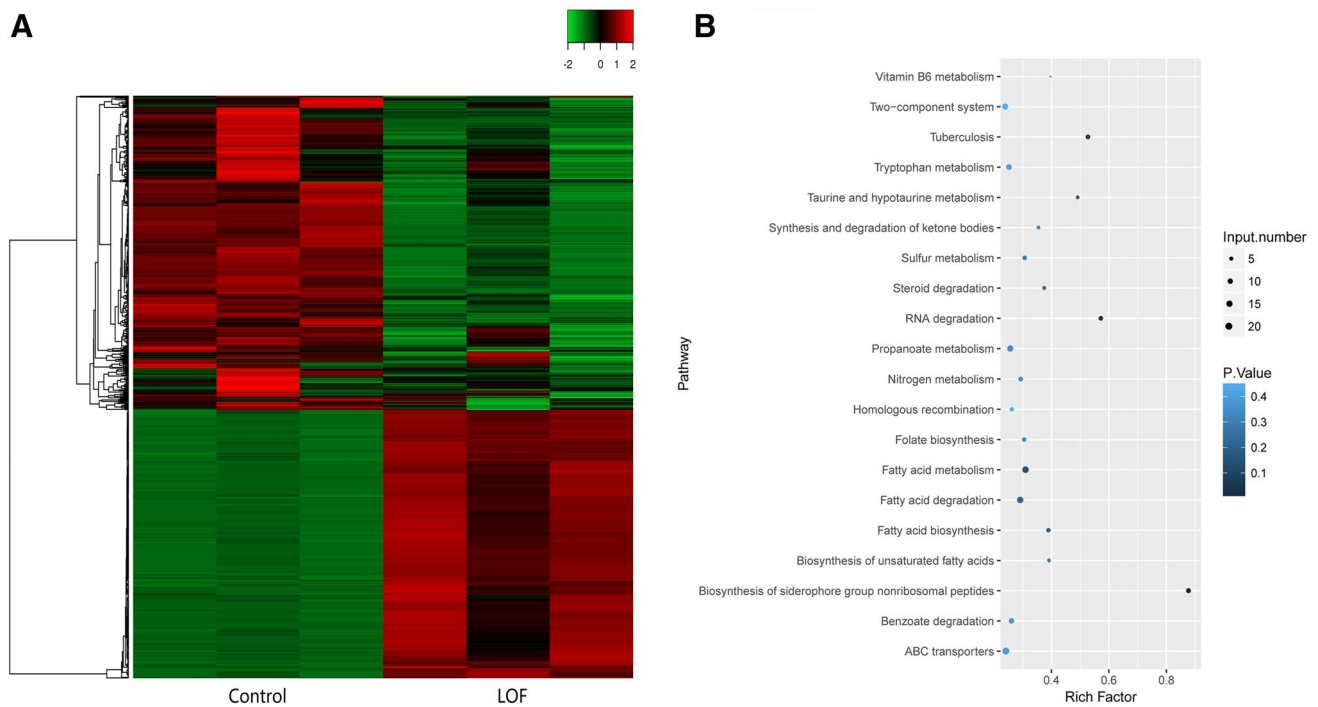 A
-2 0 1 2
Control LOF
B
Pathway
Vitamin B6 metabolism
Two−component system
Tuberculosis
Tryptophan metabolism
Taurine and hypotaurine metabolism
Synthesis and degradation of ketone bodies
Sulfur metabolism
Steroid degradation
RNA degradation
Propanoate metabolism
Nitrogen metabolism
Homologous recombination
Folate biosynthesis
Fatty acid metabolism
Fatty acid degradation
Fatty acid biosynthesis
Biosynthesis of unsaturated fatty acids
Biosynthesis of siderophore group nonribosomal peptides
Benzoate degradation
ABC transporters
0.4 0.6 0.8
Rich Factor
Input.number
5
10
15
20
P.Value
0.4
0.3
0.2
0.1